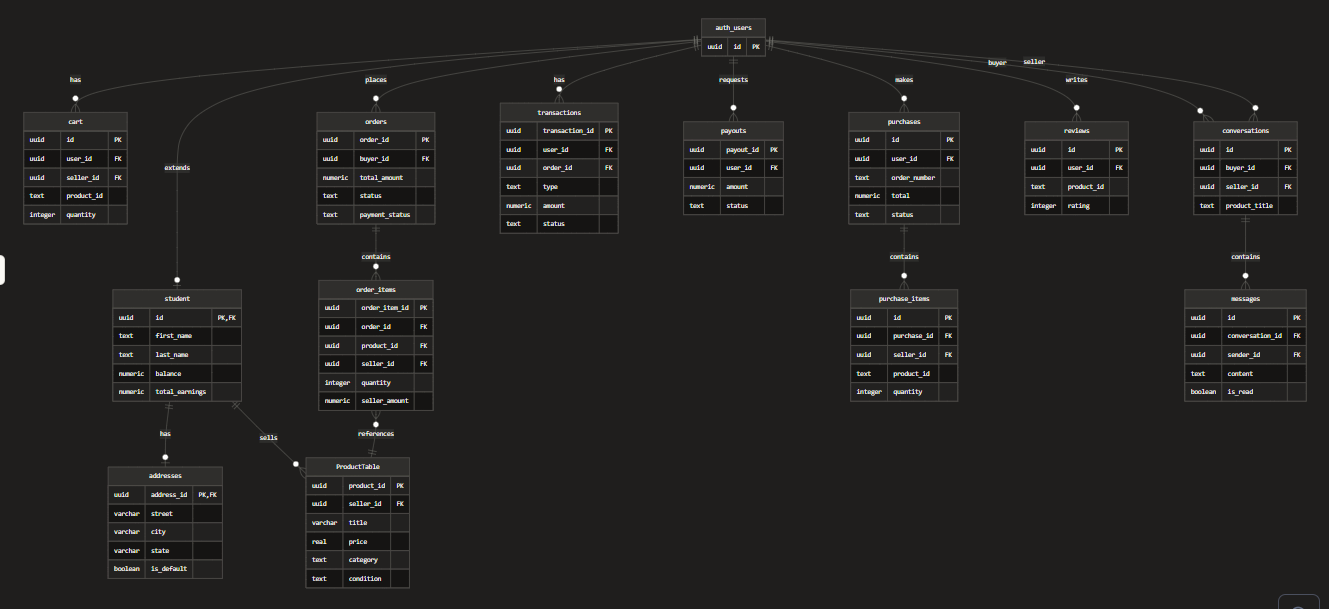 auth_users
uuid id PK
has
extends
places
has
requests
makes
writes
buyer
seller
cart
uuid id PK
uuid user_id FK
uuid seller_id FK
text product_id
integer quantity
orders
uuid order_id PK
uuid buyer_id FK
numeric total_amount
text status
text payment_status
transactions
uuid transaction_id PK
uuid user_id FK
uuid order_id FK
text type
numeric amount
text status
payouts
uuid payout_id PK
uuid user_id FK
numeric amount
text status
purchases
uuid id PK
uuid user_id FK
text order_number
numeric total
text status
reviews
uuid id PK
uuid user_id FK
text product_id
integer rating
conversations
uuid id PK
uuid buyer_id FK
uuid seller_id FK
text product_title
contains
contains
contains
student
uuid id PK,FK
text first_name
text last_name
numeric balance
numeric total_earnings
order_items
uuid order_item_id PK
uuid order_id FK
uuid product_id FK
uuid seller_id FK
integer quantity
numeric seller_amount
purchase_items
uuid id PK
uuid purchase_id FK
uuid seller_id FK
text product_id
integer quantity
messages
uuid id PK
uuid conversation_id FK
uuid sender_id FK
text content
boolean is_read
has
sells
references
addresses
uuid address_id PK,FK
varchar street
varchar city
varchar state
boolean is_default
ProductTable
uuid product_id PK
uuid seller_id FK
varchar title
real price
text category
text condition